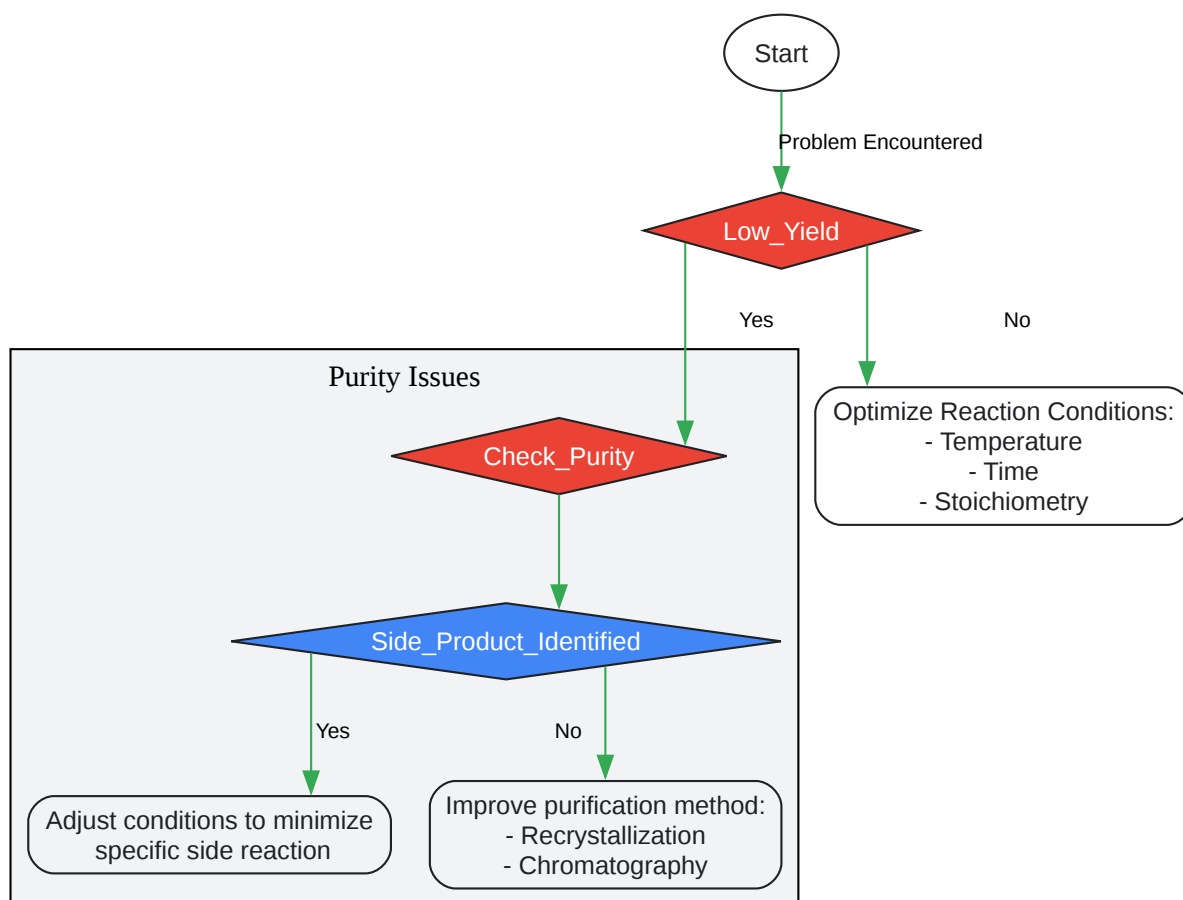 Start
Problem Encountered
Low_Yield
Yes
No
Purity Issues
Optimize Reaction Conditions:
- Temperature
- Time
- Stoichiometry
Check_Purity
Side_Product_Identified
Yes
No
Adjust conditions to minimize
specific side reaction
Improve purification method:
- Recrystallization
- Chromatography